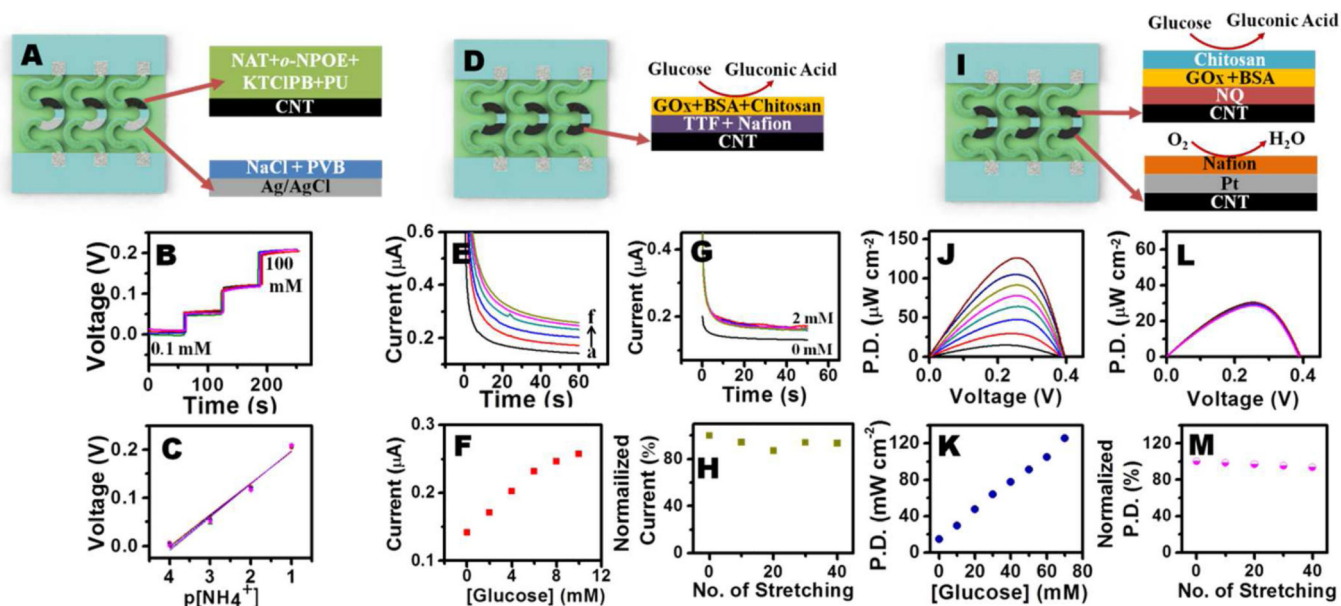 A
NAT+o-NPOE+
KTClPB+PU
CNT
NaCl + PVB
Ag/AgCl
D
Glucose Gluconic Acid
GOx+BSA+Chitosan
TTF + Nafion
CNT
I
Glucose Gluconic Acid
Chitosan
GOx+BSA
NQ
CNT
O2 H2O
Nafion
Pt
CNT
B
Voltage (V)
0.2
0.1
0.0
100
mM
0.1 mM
0 100 200
Time (s)
E
Current (µA)
0.6
0.4
0.2
f
a
0 20 40 60
Time (s)
G
Current (µA)
0.4
0.2
2 mM
0 mM
0 20 40 60
Time (s)
J
P.D. (µW cm-2)
125
100
75
50
25
0
0.0 0.2 0.4
Voltage (V)
L
P.D. (µW cm-2)
60
40
20
0
0.0 0.2 0.4
Voltage (V)
C
Voltage (V)
0.2
0.1
0.0
4 3 2 1
p[NH4+]
F
Current (µA)
0.3
0.2
0.1
0 4 8 12
[Glucose] (mM)
H
Normailized
Current (%)
80
40
0
0 20 40
No. of Stretching
K
P.D. (mW cm-2)
120
80
40
0
0 20 40 60 80
[Glucose] (mM)
M
Normalized
P.D. (%)
120
80
40
0
0 20 40
No. of Stretching